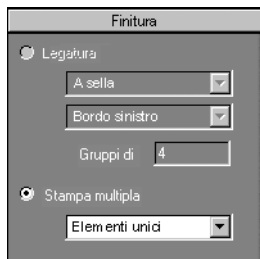 Finitura
Legatura
A sella
Bordo sinistro
Gruppi di 4
Stampa multipla
Elementi unici